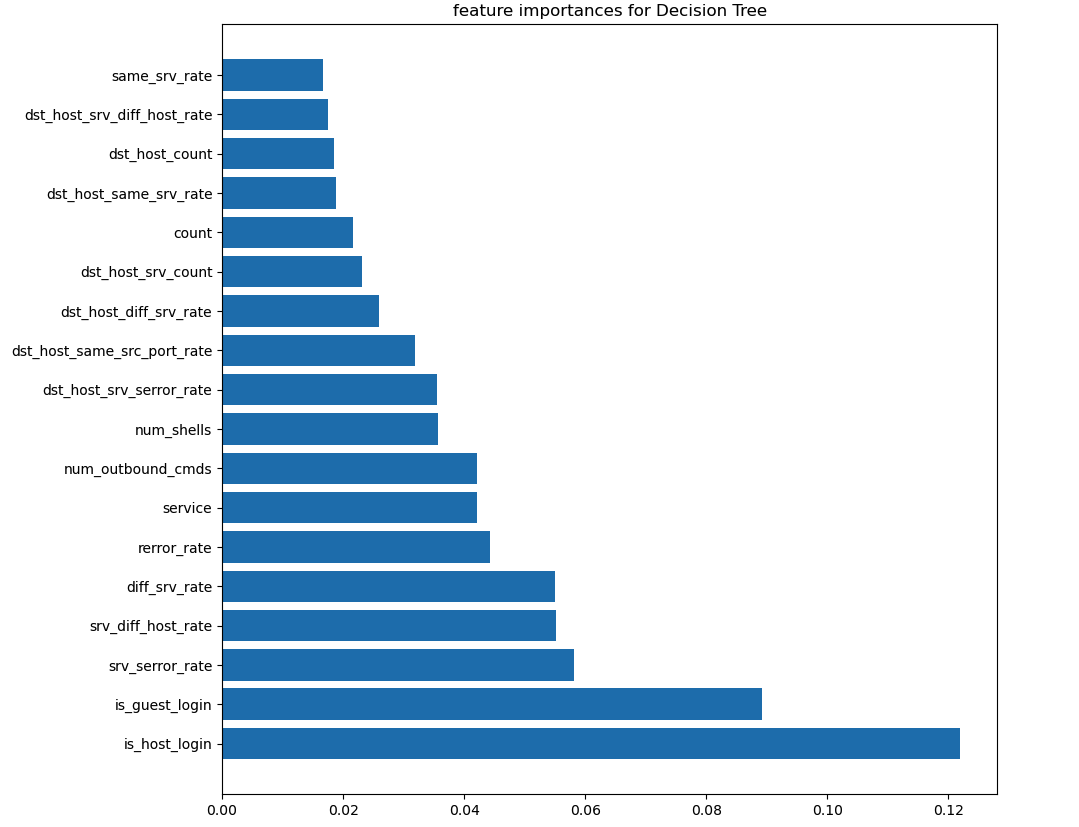 feature importances for Decision Tree
same_srv_rate
dst_host_srv_diff_host_rate
dst_host_count
dst_host_same_srv_rate
count
dst_host_srv_count
dst_host_diff_srv_rate
dst_host_same_src_port_rate
dst_host_srv_serror_rate
num_shells
num_outbound_cmds
service
rerror_rate
diff_srv_rate
srv_diff_host_rate
srv_serror_rate
is_guest_login
is_host_login
0.00 0.02 0.04 0.06 0.08 0.10 0.12